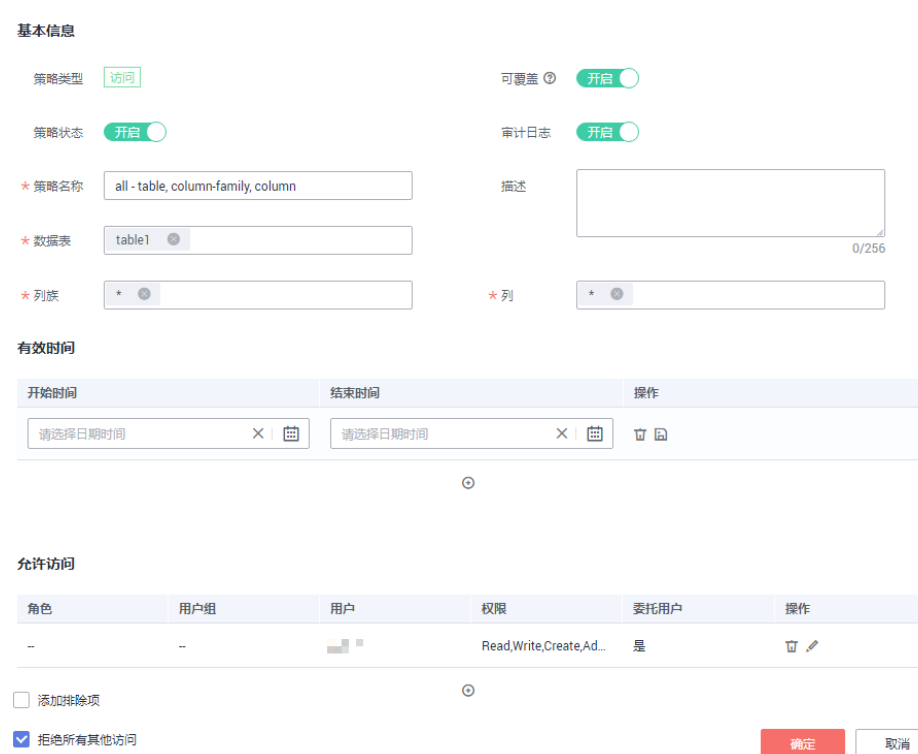 基本信息
策略类型 访问 可覆盖 ? 开启
策略状态 开启 审计日志 开启
* 策略名称 all - table, column-family, column 描述
* 数据表 table1
0/256
* 列族 * * 列 *
有效时间
开始时间 结束时间 操作
请选择日期时间 请选择日期时间
允许访问
角色 用户组 用户 权限 委托用户 操作
-- -- Read,Write,Create,Ad... 是
添加排除项
拒绝所有其他访问
确定 取消